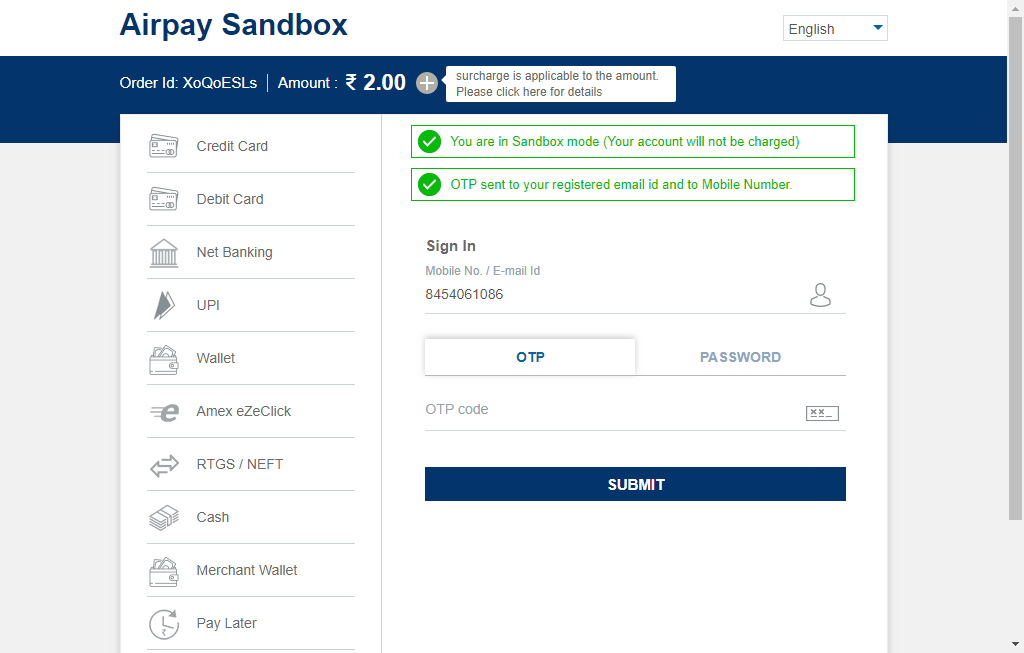 Airpay Sandbox
English
Order Id: XoQoESLs
Amount : ₹ 2.00
surcharge is applicable to the amount.
Please click here for details
Credit Card
Debit Card
Net Banking
UPI
Wallet
Amex eZeClick
RTGS / NEFT
Cash
Merchant Wallet
Pay Later
You are in Sandbox mode (Your account will not be charged)
OTP sent to your registered email id and to Mobile Number.
Sign In
Mobile No. / E-mail Id
8454061086
OTP
PASSWORD
OTP code
SUBMIT